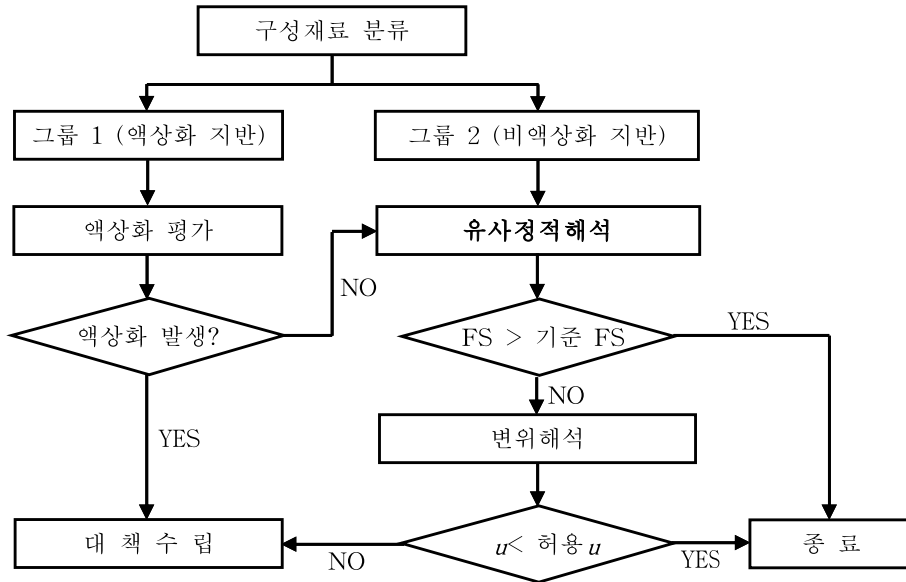 구성재료 분류
그룹 1 (액상화 지반)
그룹 2 (비액상화 지반)
액상화 평가
유사정적해석
NO
액상화 발생?
FS > 기준 FS
YES
NO
변위해석
YES
대 책 수 립
NO
u< 허용u
YES
종 료